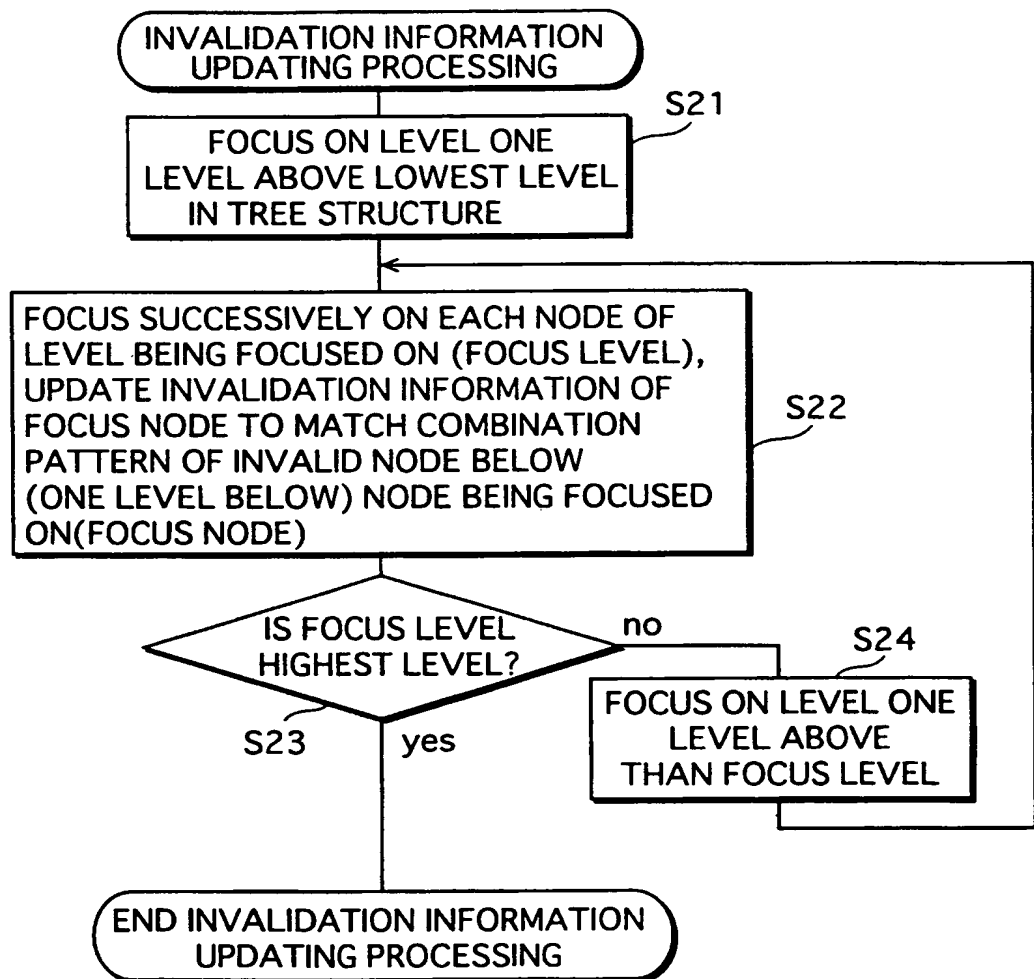 INVALIDATION INFORMATION
UPDATING PROCESSING
S21
FOCUS ON LEVEL ONE
LEVEL ABOVE LOWEST LEVEL
IN TREE STRUCTURE
FOCUS SUCCESSIVELY ON EACH NODE OF
LEVEL BEING FOCUSED ON (FOCUS LEVEL),
UPDATE INVALIDATION INFORMATION OF
FOCUS NODE TO MATCH COMBINATION
PATTERN OF INVALID NODE BELOW
(ONE LEVEL BELOW) NODE BEING FOCUSED
ON(FOCUS NODE)
S22
IS FOCUS LEVEL
HIGHEST LEVEL?
no
S23
yes
S24
FOCUS ON LEVEL ONE
LEVEL ABOVE
THAN FOCUS LEVEL
END INVALIDATION INFORMATION
UPDATING PROCESSING